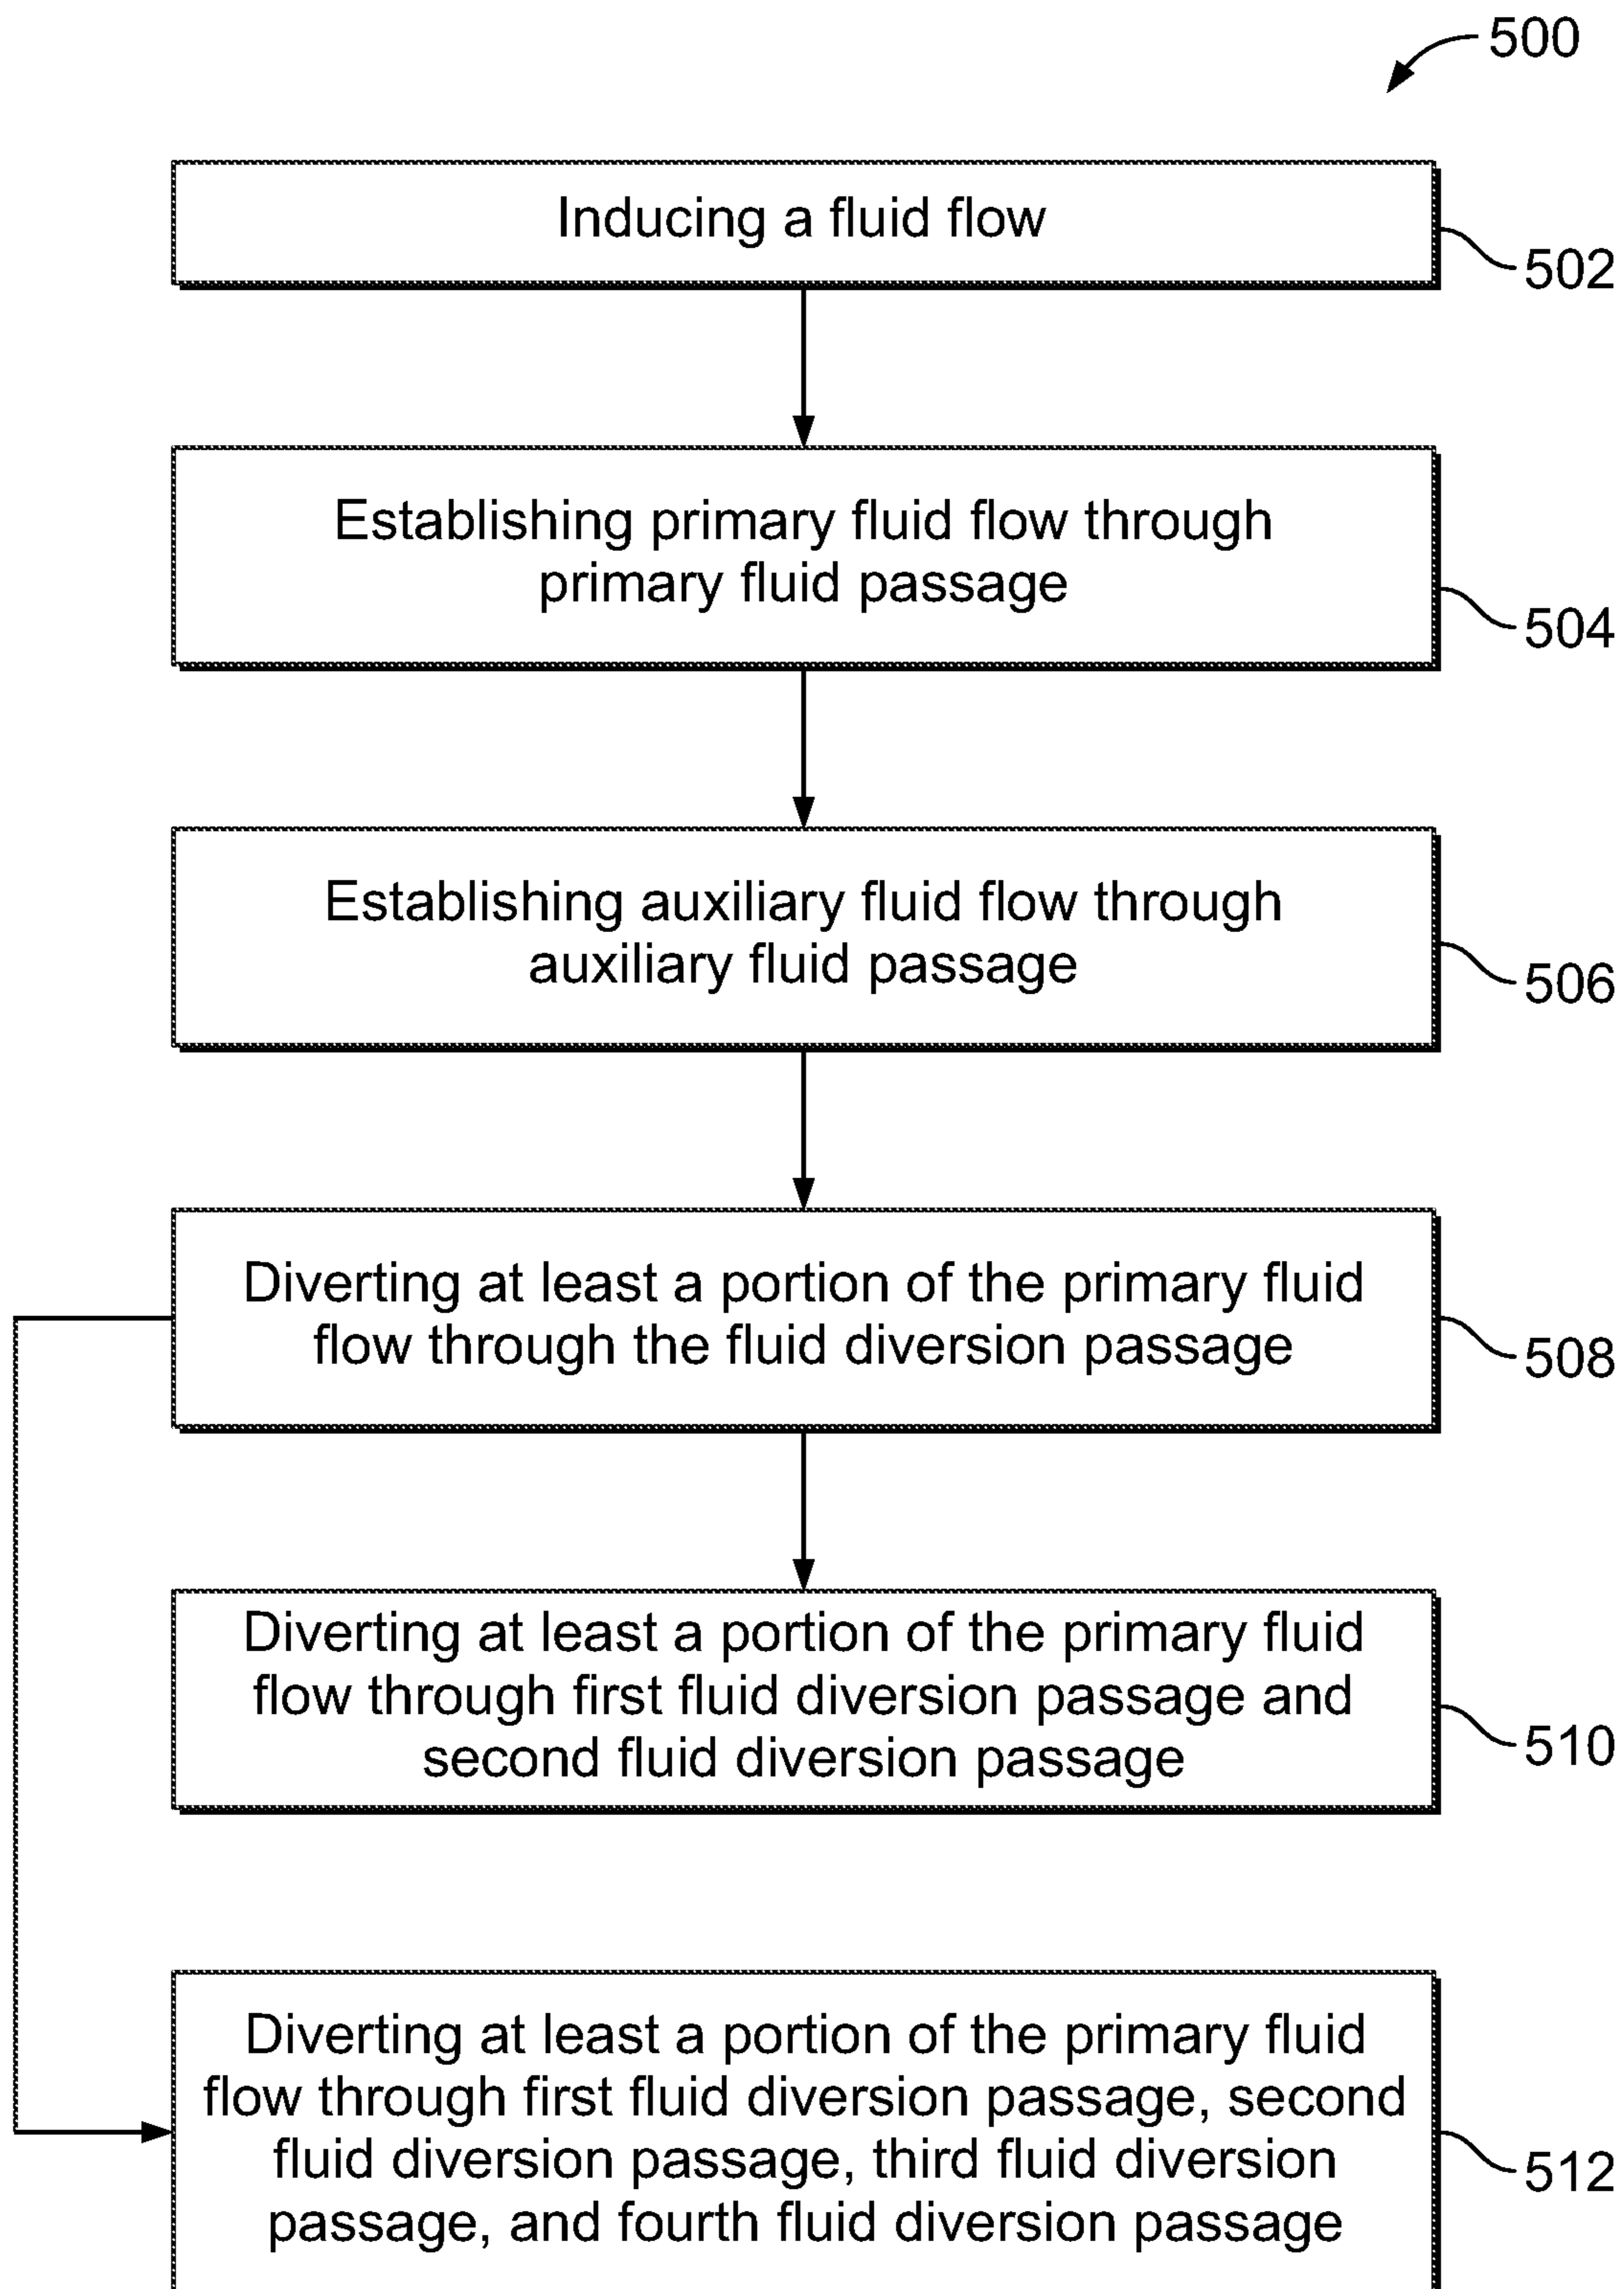 500
Inducing a fluid flow
502
Establishing primary fluid flow through
primary fluid passage
504
Establishing auxiliary fluid flow through
auxiliary fluid passage
506
Diverting at least a portion of the primary fluid
flow through the fluid diversion passage
508
Diverting at least a portion of the primary fluid
flow through first fluid diversion passage and
second fluid diversion passage
510
Diverting at least a portion of the primary fluid
flow through first fluid diversion passage, second
fluid diversion passage, third fluid diversion
passage, and fourth fluid diversion passage
512